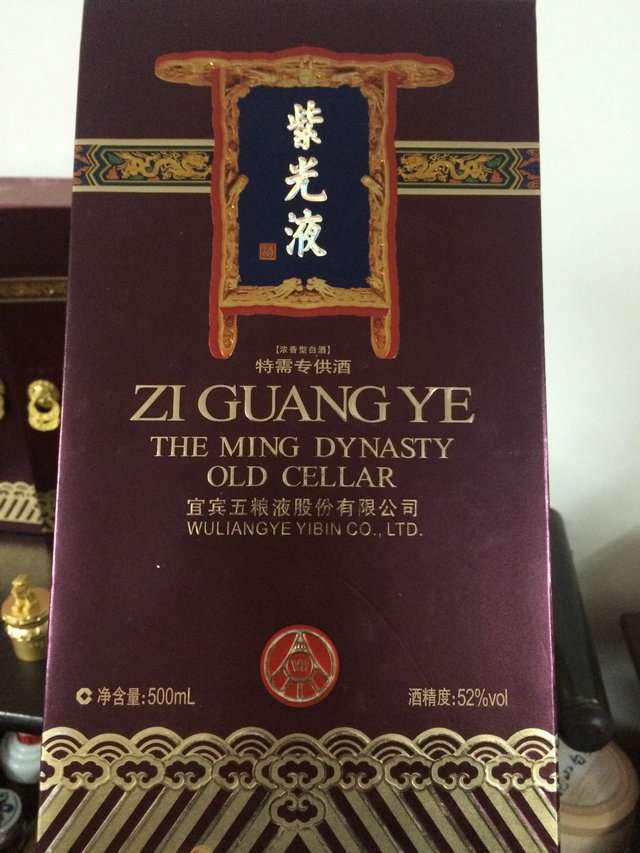 紫光液
【浓香型白酒】
特需专供酒
ZI GUANG YE
THE MING DYNASTY
OLD CELLAR
宜宾五粮液股份有限公司
WULIANGYE YIBIN CO., LTD.
净含量:500mL
酒精度:52%vol